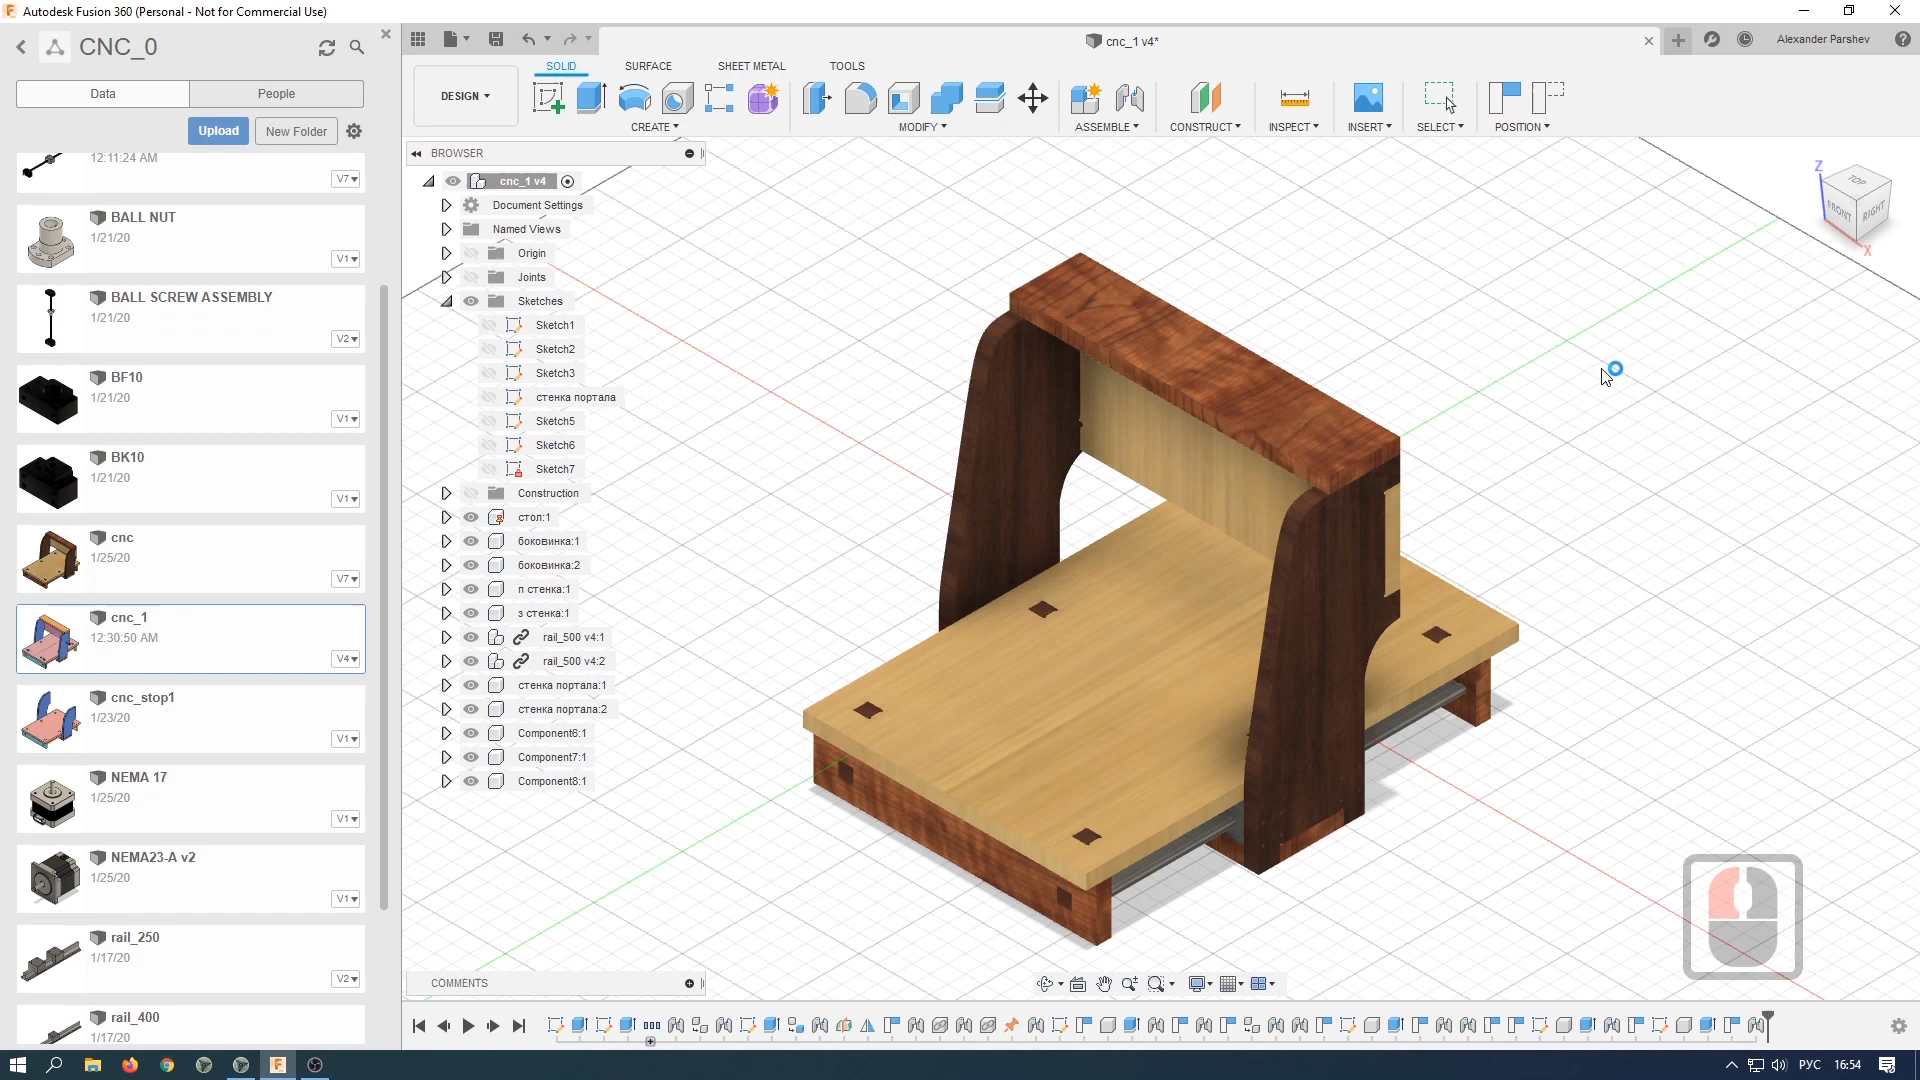 Autodesk Fusion 360 (Personal - Not for Commercial Use)
CNC_0
cnc_1 v4*
Alexander Parshev
SOLID
SURFACE
SHEET METAL
TOOLS
Data
People
DESIGN
Upload
New Folder
CREATE
MODIFY
ASSEMBLE
CONSTRUCT
INSPECT
INSERT
SELECT
POSITION
12:11:24 AM
V7
BALL NUT
1/21/20
V1
BALL SCREW ASSEMBLY
1/21/20
V2
BF10
1/21/20
V1
BK10
1/21/20
V1
cnc
1/25/20
V7
cnc_1
12:30:50 AM
V4
cnc_stop1
1/23/20
V1
NEMA 17
1/25/20
V1
NEMA23-A v2
1/25/20
V1
rail_250
1/17/20
V2
rail_400
1/17/20
BROWSER
cnc_1 v4
Document Settings
Named Views
Origin
Joints
Sketches
Sketch1
Sketch2
Sketch3
стенка портала
Sketch5
Sketch6
Sketch7
Construction
стол:1
боковинка:1
боковинка:2
п стенка:1
з стенка:1
rail_500 v4:1
rail_500 v4:2
стенка портала:1
стенка портала:2
Component6:1
Component7:1
Component8:1
COMMENTS
Z
TOP
FRONT
RIGHT
X
РУС
16:54